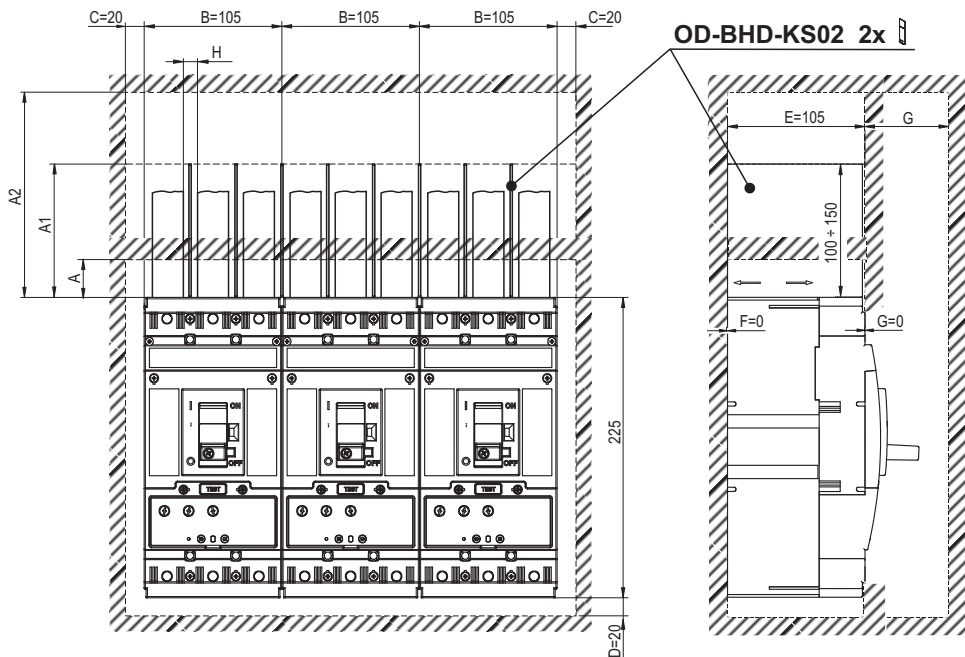 C=20 B=105 B=105 B=105 C=20
H
OD-BHD-KS02 2x
E=105 G
A2
A1
A
100 ÷ 150
F=0 G=0
I ON I ON I ON
OFF OFF OFF
225
TEST TEST TEST
D=20